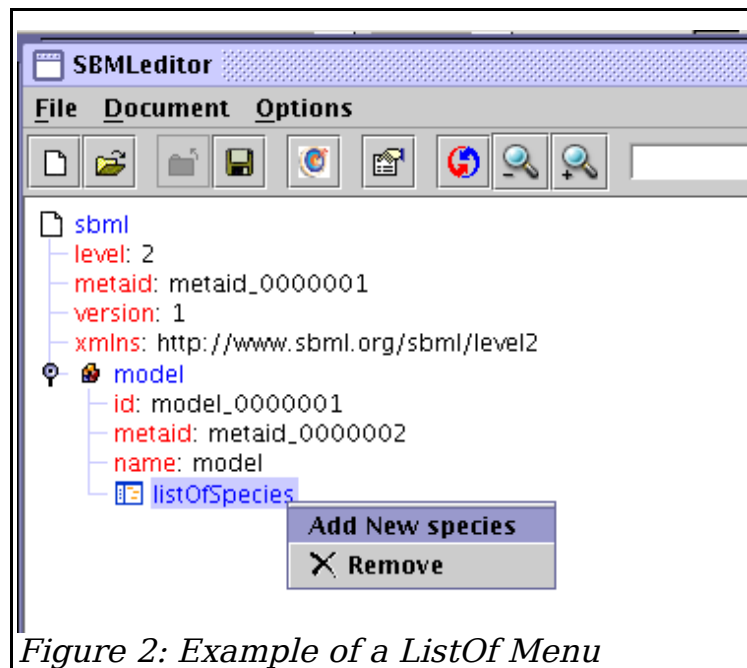 SBMLeditor
File Document Options
sbml
level: 2
metaid: metaid_0000001
version: 1
xmlns: http://www.sbml.org/sbml/level2
model
id: model_0000001
metaid: metaid_0000002
name: model
listOfSpecies
Add New species
Remove
Figure 2: Example of a ListOf Menu